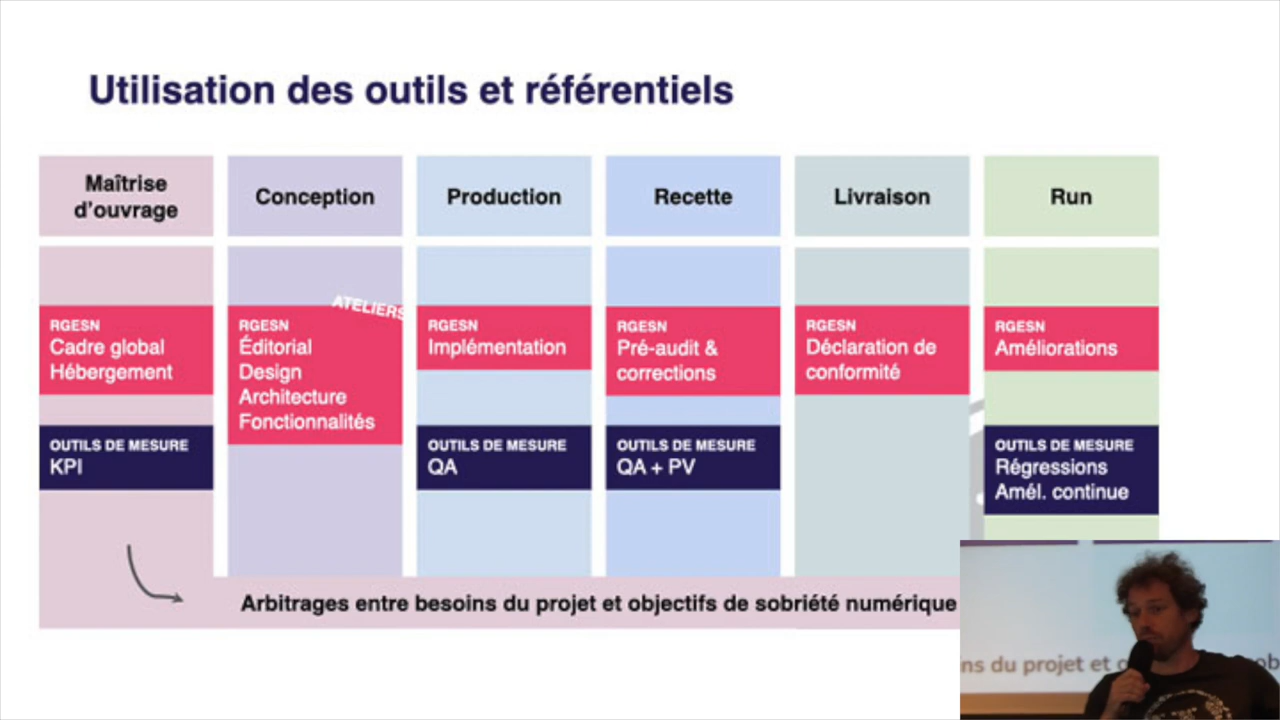 Utilisation des outils et référentiels
Maîtrise
d'ouvrage
Conception
Production
Recette
Livraison
Run
RGESN
Cadre global
Hébergement
OUTILS DE MESURE
KPI
ATELIERS
RGESN
Éditorial
Design
Architecture
Fonctionnalités
RGESN
Implémentation
OUTILS DE MESURE
QA
RGESN
Pré-audit &
corrections
OUTILS DE MESURE
QA + PV
RGESN
Déclaration de
conformité
RGESN
Améliorations
OUTILS DE MESURE
Régressions
Amél. continue
Arbitrages entre besoins du projet et objectifs de sobriété numérique
du projet et